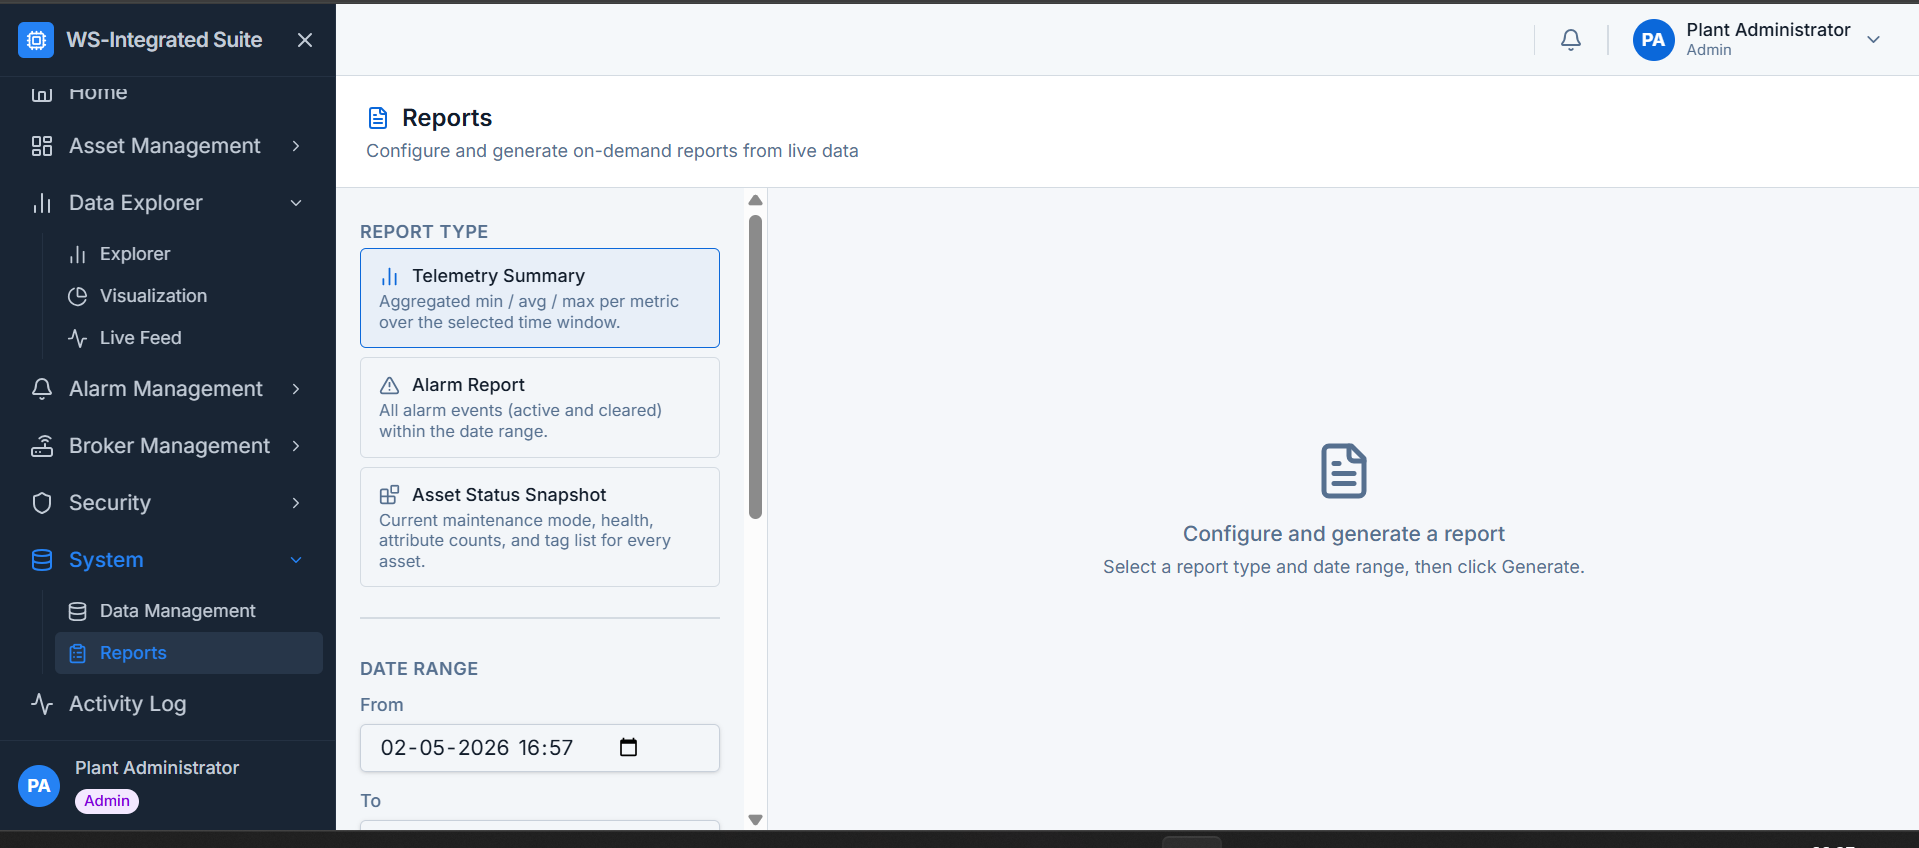 WS-Integrated Suite
Home
Asset Management
Data Explorer
Explorer
Visualization
Live Feed
Alarm Management
Broker Management
Security
System
Data Management
Reports
Activity Log
PA
Plant Administrator
Admin
PA
Plant Administrator
Admin
Reports
Configure and generate on-demand reports from live data
REPORT TYPE
Telemetry Summary
Aggregated min / avg / max per metric
over the selected time window.
Alarm Report
All alarm events (active and cleared)
within the date range.
Asset Status Snapshot
Current maintenance mode, health,
attribute counts, and tag list for every
asset.
DATE RANGE
From
02-05-2026 16:57
To
Configure and generate a report
Select a report type and date range, then click Generate.